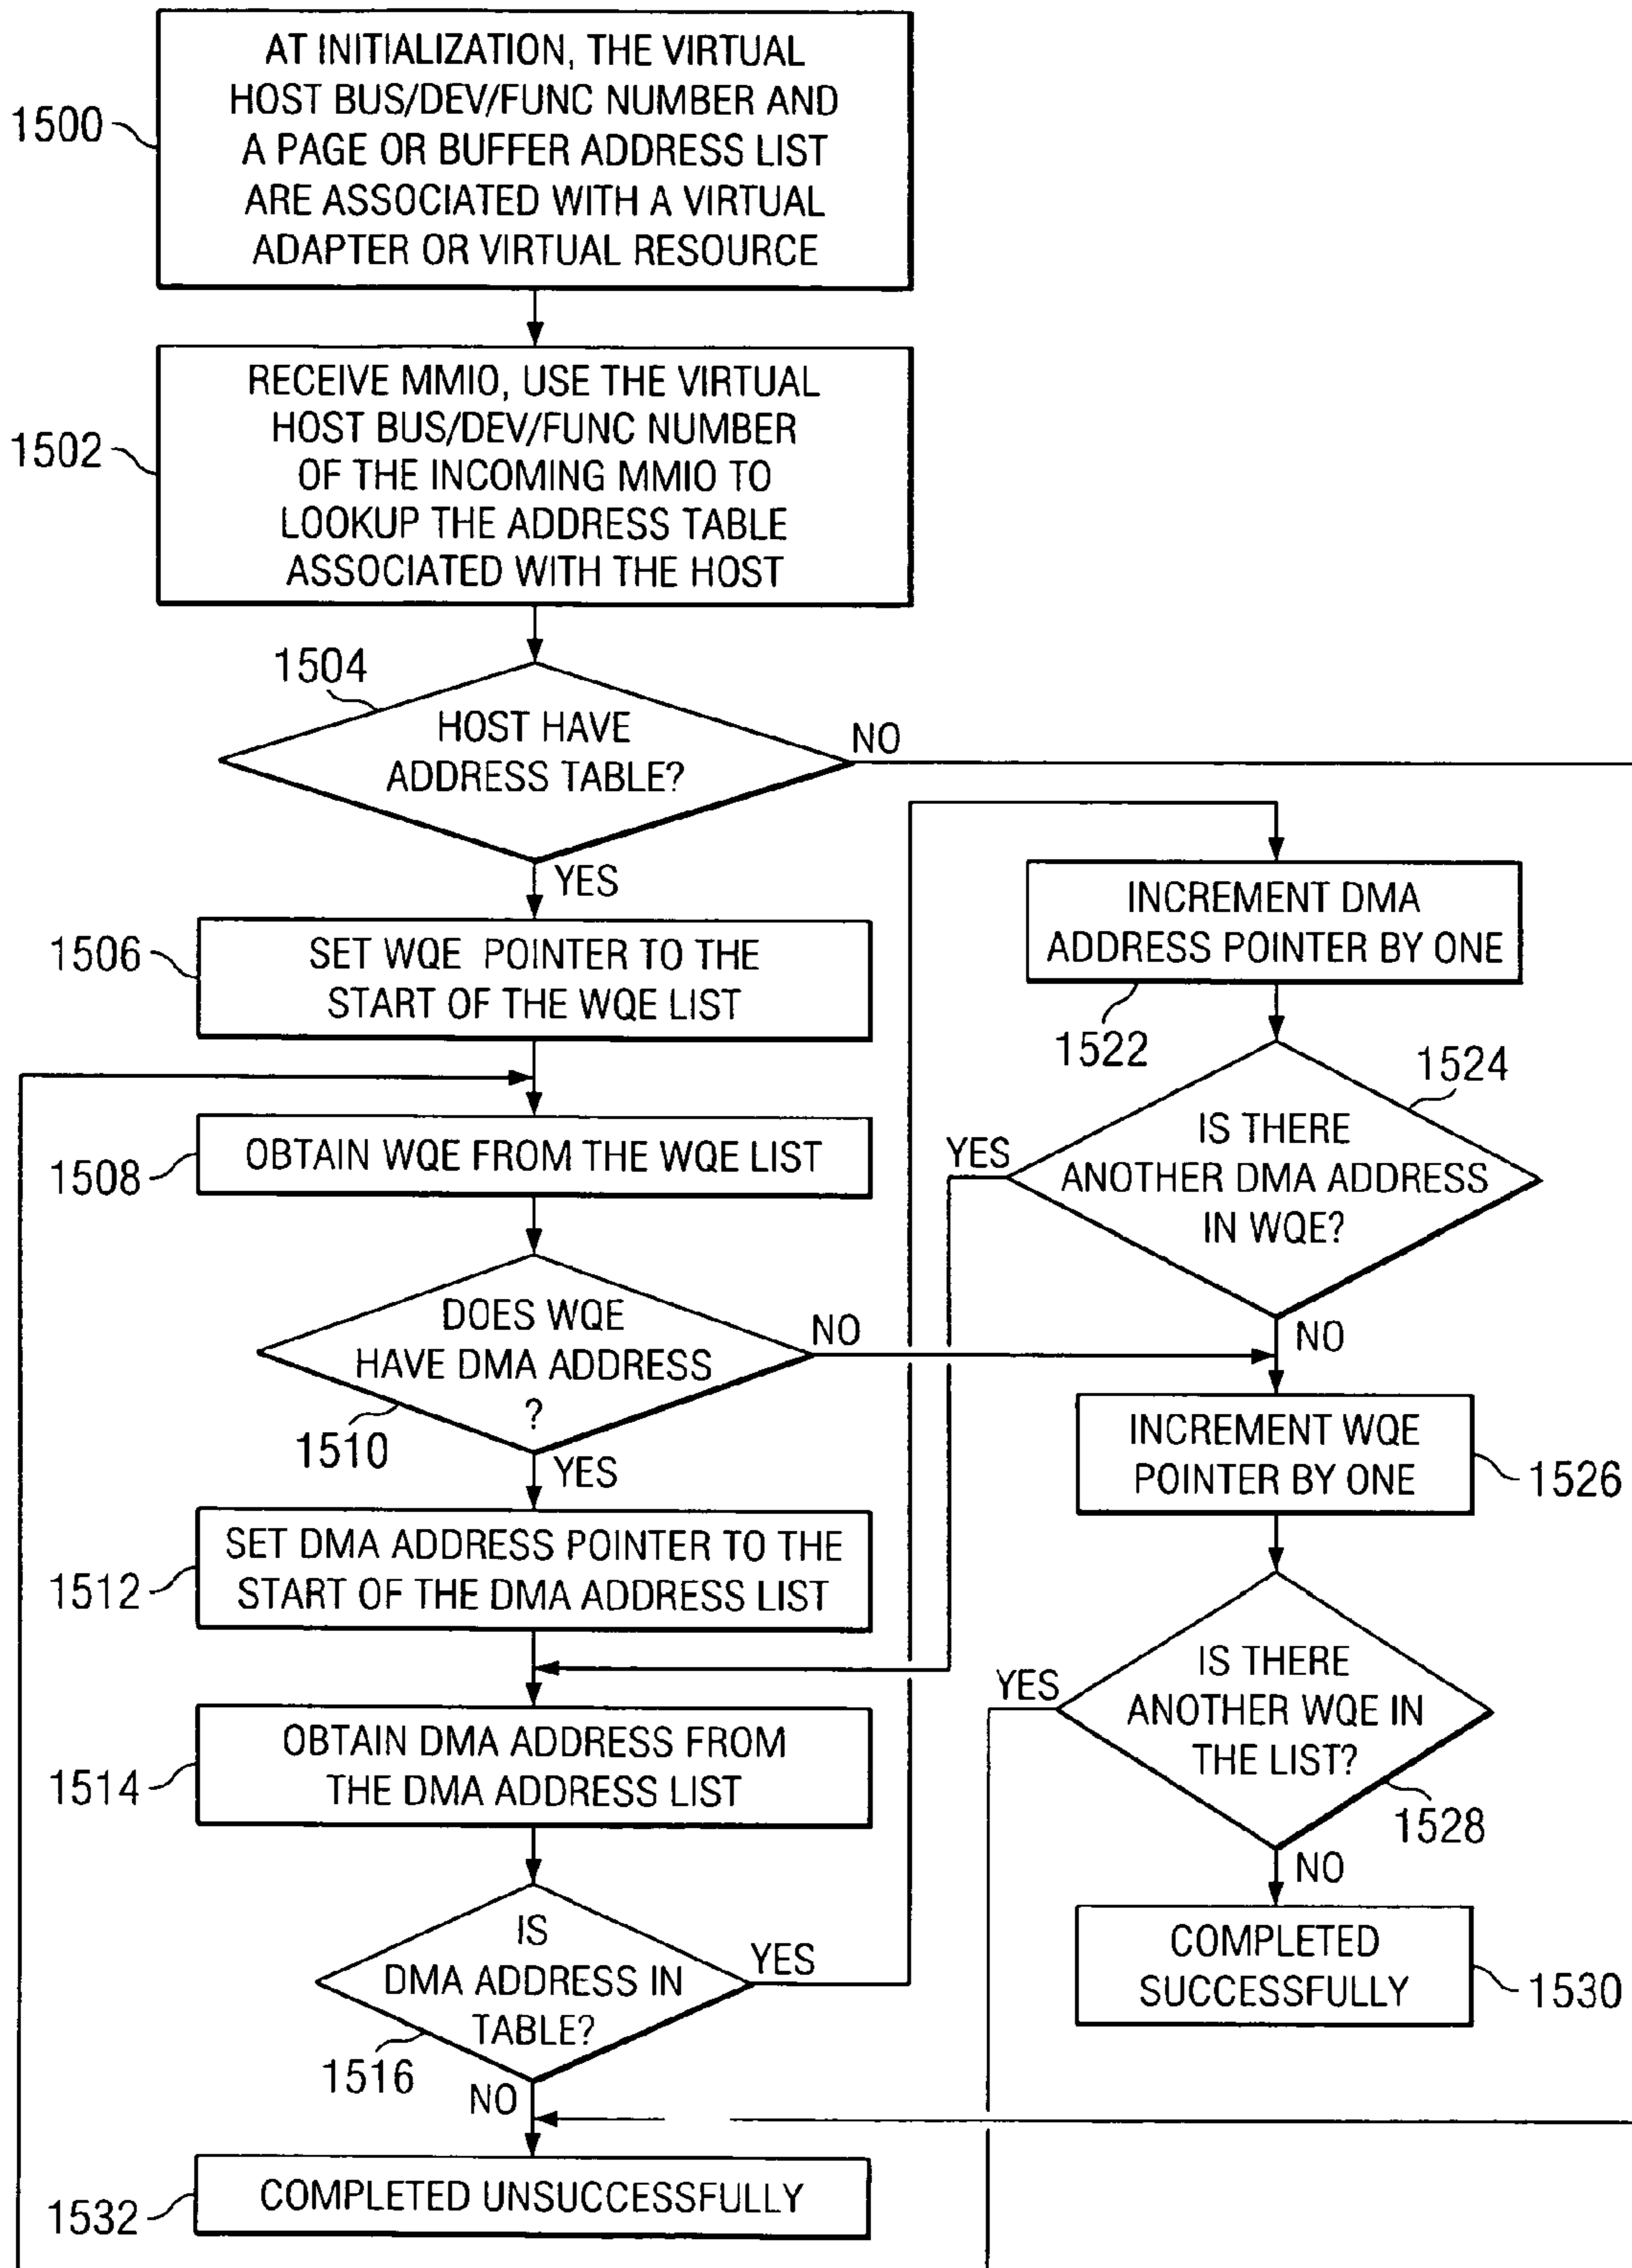 1500
AT INITIALIZATION, THE VIRTUAL
HOST BUS/DEV/FUNC NUMBER AND
A PAGE OR BUFFER ADDRESS LIST
ARE ASSOCIATED WITH A VIRTUAL
ADAPTER OR VIRTUAL RESOURCE
1502
RECEIVE MMIO, USE THE VIRTUAL
HOST BUS/DEV/FUNC NUMBER
OF THE INCOMING MMIO TO
LOOKUP THE ADDRESS TABLE
ASSOCIATED WITH THE HOST
1504
HOST HAVE
ADDRESS TABLE?
NO
YES
1506
SET WQE POINTER TO THE
START OF THE WQE LIST
1508
OBTAIN WQE FROM THE WQE LIST
DOES WQE
HAVE DMA ADDRESS
?
1510
NO
YES
1512
SET DMA ADDRESS POINTER TO THE
START OF THE DMA ADDRESS LIST
1514
OBTAIN DMA ADDRESS FROM
THE DMA ADDRESS LIST
IS
DMA ADDRESS IN
TABLE?
1516
YES
NO
1532
COMPLETED UNSUCCESSFULLY
INCREMENT DMA
ADDRESS POINTER BY ONE
1522
1524
IS THERE
ANOTHER DMA ADDRESS
IN WQE?
YES
NO
INCREMENT WQE
POINTER BY ONE
1526
IS THERE
ANOTHER WQE IN
THE LIST?
YES
1528
NO
COMPLETED
SUCCESSFULLY
1530